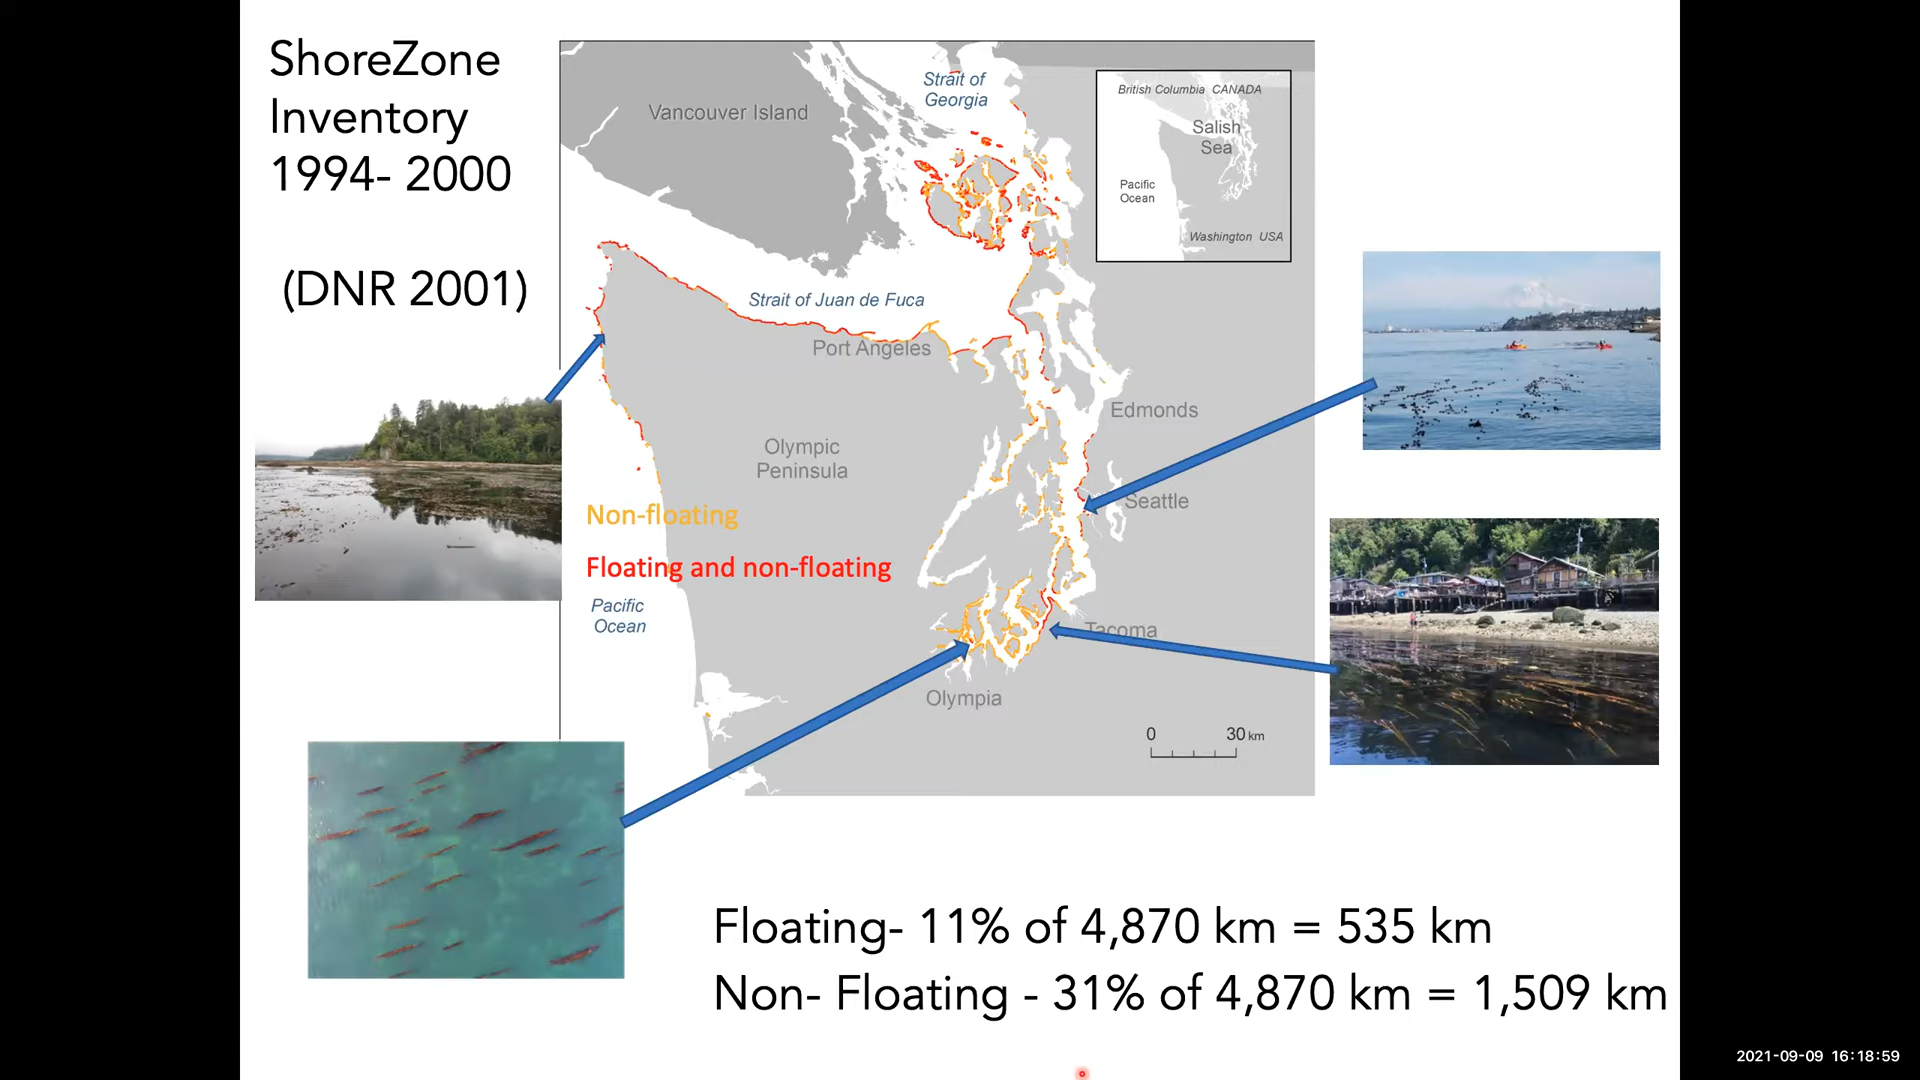 ShoreZone
Inventory
1994- 2000
(DNR 2001)
Vancouver Island
Strait of
Georgia
British Columbia CANADA
Salish
Sea
Pacific
Ocean
Washington USA
Strait of Juan de Fuca
Port Angeles
Edmonds
Olympic
Peninsula
Seattle
Non-floating
Floating and non-floating
Pacific
Ocean
Tacoma
Olympia
0 30 km
Floating- 11% of 4,870 km = 535 km
Non- Floating - 31% of 4,870 km = 1,509 km
2021-09-09 16:18:59